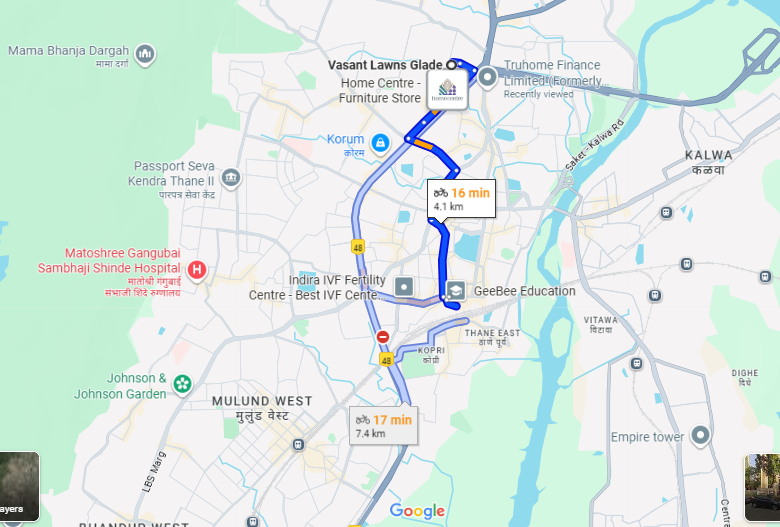 Mama Bhanja Dargah
मामा दर्गा
Vasant Lawns Glade
Home Centre -
Furniture Store
homecentre
Truhome Finance
Limited (Formerly...
Recently viewed
Korum
कोरम
Saket - Kalwa Rd
KALWA
कळवा
Passport Seva
Kendra Thane II
पारपत्र सेवा केंद्र
16 min
4.1 km
48
Matoshree Gangubai
Sambhaji Shinde Hospital
मातोश्री गंगुबाई
संभाजी शिंदे रुग्णालय
Indira IVF Fertility
Centre - Best IVF Cente...
GeeBee Education
THANE EAST
ठाणे पूर्व
VITAWA
विटावा
KOPRI
कोप्री
48
DIGHE
दिघे
Johnson &
Johnson Garden
MULUND WEST
मुलुंड वेस्ट
17 min
7.4 km
Empire tower
LBS Marg
ayers
Google
Centr
BHANDUP WEST